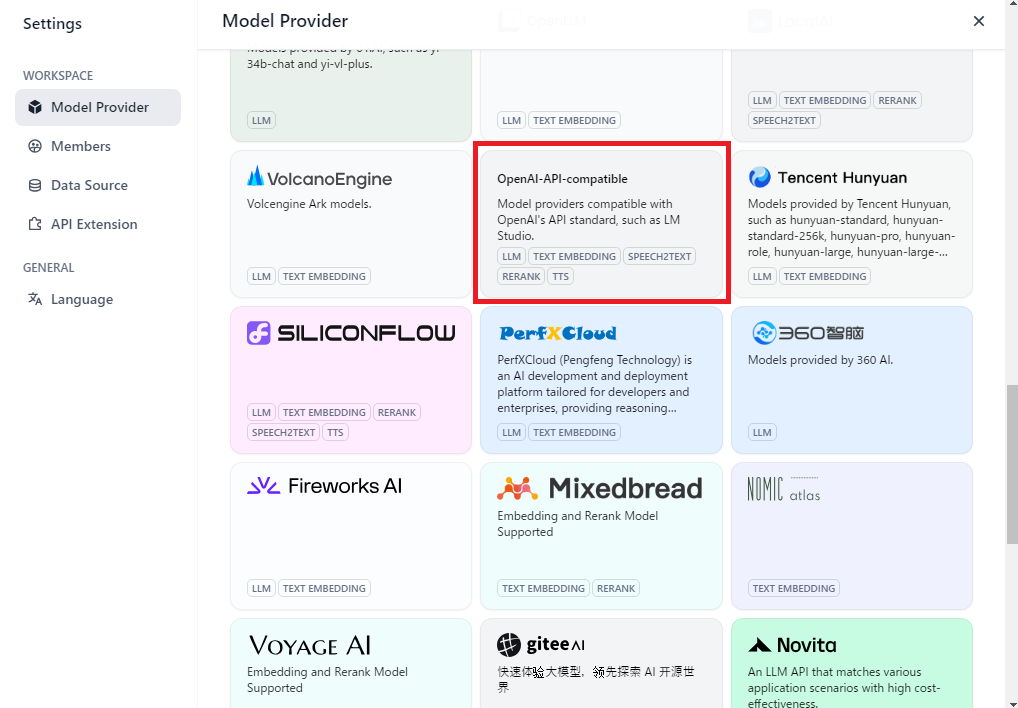 Settings
WORKSPACE
Model Provider
Members
Data Source
API Extension
GENERAL
Language
Model Provider
OpenLLM
LocalAI
Models provided by 01.AI, such as yi-
34b-chat and yi-vl-plus.
LLM
LLM TEXT EMBEDDING
LLM TEXT EMBEDDING RERANK
SPEECH2TEXT
VolcanoEngine
Volcengine Ark models.
LLM TEXT EMBEDDING
OpenAI-API-compatible
Model providers compatible with
OpenAI's API standard, such as LM
Studio.
LLM TEXT EMBEDDING SPEECH2TEXT
RERANK TTS
Tencent Hunyuan
Models provided by Tencent Hunyuan,
such as hunyuan-standard, hunyuan-
standard-256k, hunyuan-pro, hunyuan-
role, hunyuan-large, hunyuan-large-...
LLM TEXT EMBEDDING
SILICONFLOW
LLM TEXT EMBEDDING RERANK
SPEECH2TEXT TTS
PerfXCloud
PerfXCloud (Pengfeng Technology) is
an AI development and deployment
platform tailored for developers and
enterprises, providing reasoning...
LLM TEXT EMBEDDING
360智脑
Models provided by 360 AI.
LLM
Fireworks AI
LLM TEXT EMBEDDING
Mixedbread
Embedding and Rerank Model
Supported
TEXT EMBEDDING RERANK
NOMIC atlas
TEXT EMBEDDING
VOYAGE AI
Embedding and Rerank Model
Supported
gitee AI
快速体验大模型，领先探索 AI 开源世
界
Novita
An LLM API that matches various
application scenarios with high cost-
effectiveness.